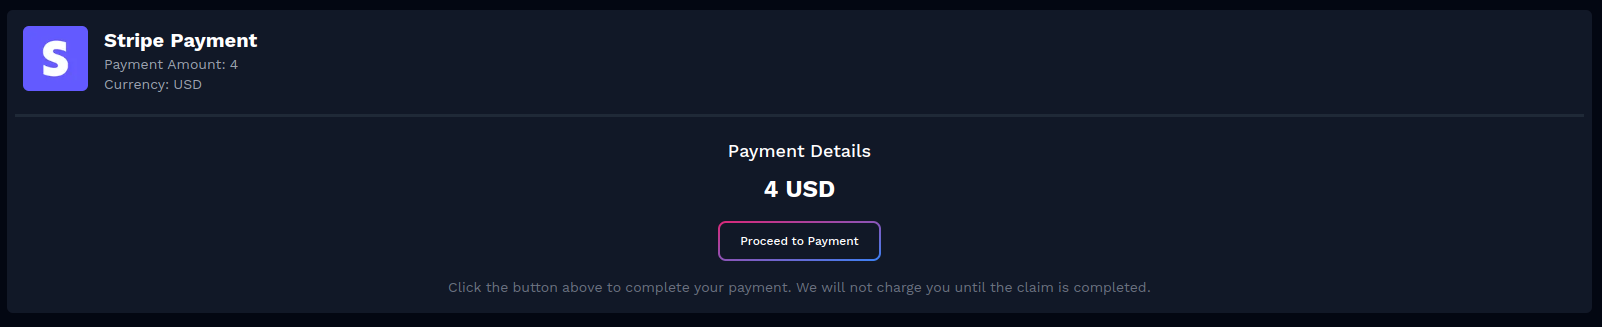 S
Stripe Payment
Payment Amount: 4
Currency: USD
Payment Details
4 USD
Proceed to Payment
Click the button above to complete your payment. We will not charge you until the claim is completed.